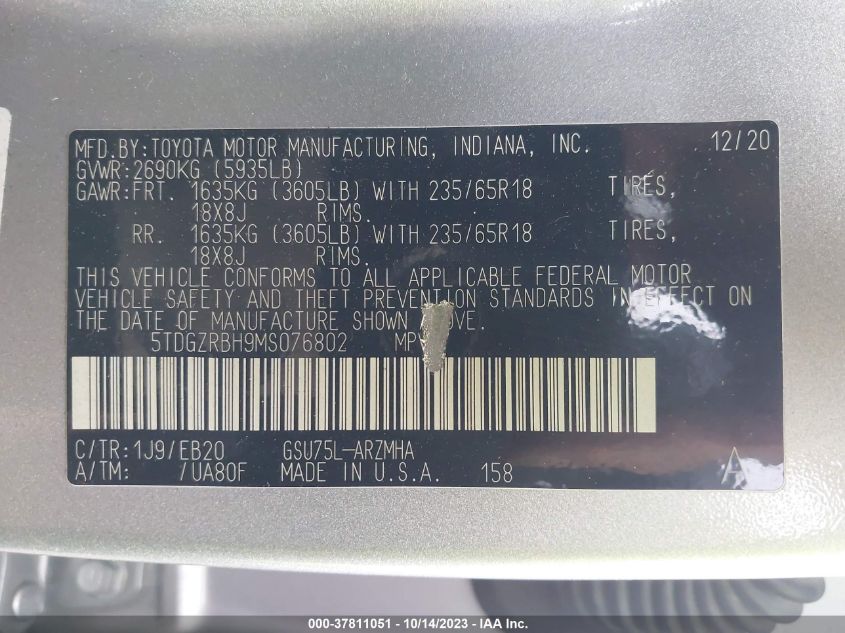 MFD.BY:TOYOTA MOTOR MANUFACTURING, INDIANA, INC. 12/20
GVWR:2690KG (5935LB)
GAWR:FRT. 1635KG (3605LB) WITH 235/65R18 TIRES,
18X8J RIMS.
RR. 1635KG (3605LB) WITH 235/65R18 TIRES,
18X8J RIMS.
THIS VEHICLE CONFORMS TO ALL APPLICABLE FEDERAL MOTOR
VEHICLE SAFETY AND THEFT PREVENTION STANDARDS IN EFFECT ON
THE DATE OF MANUFACTURE SHOWN ABOVE.
5TDGZRBH9MS076802 MPV
C/TR:1J9/EB20 GSU75L-ARZMHA
A/TM: /UA80F MADE IN U.S.A. 158 A
000-37811051 - 10/14/2023 - IAA Inc.